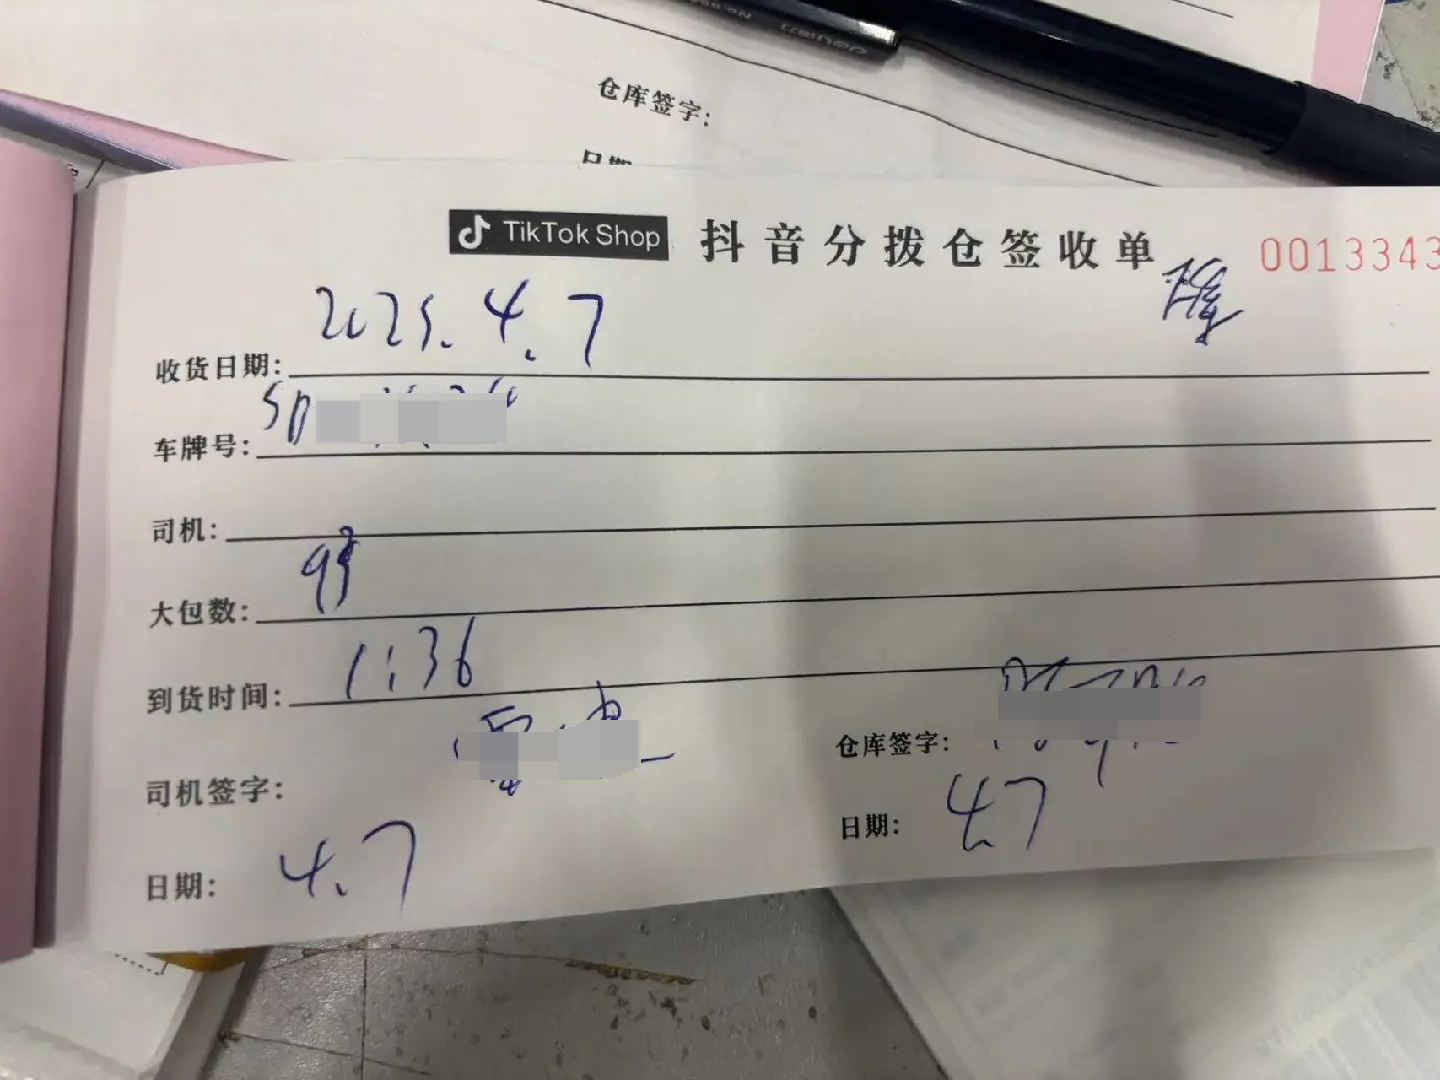 仓库签字:
日期
TikTok Shop 抖音分拨仓签收单 0013343
收货日期: 2025.4.7
车牌号:
司机:
大包数:
到货时间: 1:36
仓库签字:
司机签字:
日期: 4.7
日期: 4.7